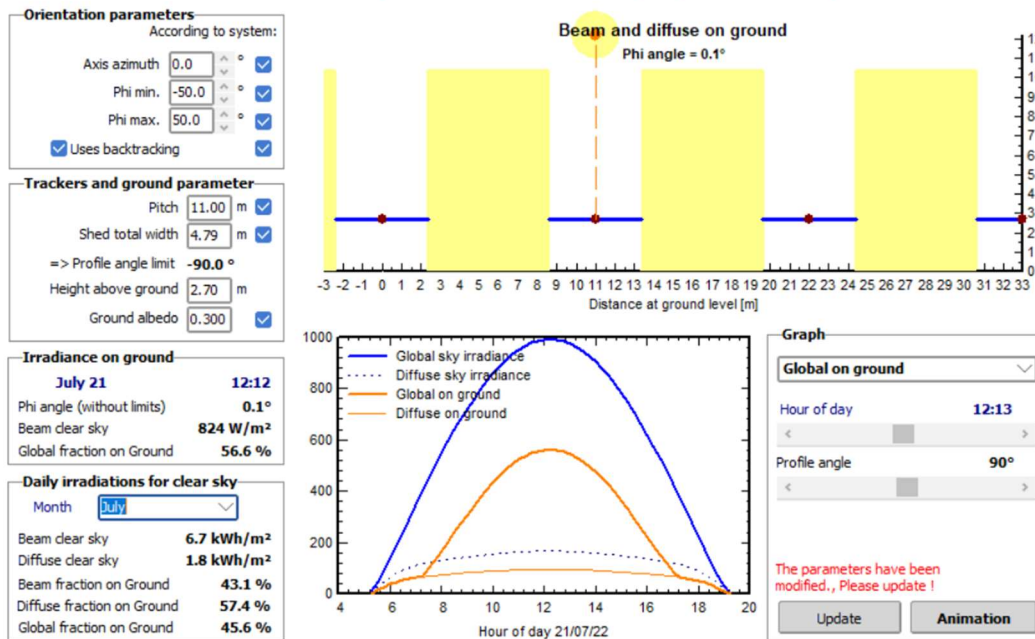 Orientation parameters
According to system:
Axis azimuth 0.0 °
Phi min. -50.0 °
Phi max. 50.0 °
Uses backtracking
Trackers and ground parameter
Pitch 11.00 m
Shed total width 4.79 m
=> Profile angle limit -90.0 °
Height above ground 2.70 m
Ground albedo 0.300
Irradiance on ground
July 21 12:12
Phi angle (without limits) 0.1°
Beam clear sky 824 W/m²
Global fraction on Ground 56.6 %
Daily irradiations for clear sky
Month July
Beam clear sky 6.7 kWh/m²
Diffuse clear sky 1.8 kWh/m²
Beam fraction on Ground 43.1 %
Diffuse fraction on Ground 57.4 %
Global fraction on Ground 45.6 %
Beam and diffuse on ground
Phi angle = 0.1°
9
8
7
6
5
4
3
2
1
0
-3 -2 -1 0 1 2 3 4 5 6 7 8 9 10 11 12 13 14 15 16 17 18 19 20 21 22 23 24 25 26 27 28 29 30 31 32 33
Distance at ground level [m]
1000
800
600
400
200
0
Global sky irradiance
Diffuse sky irradiance
Global on ground
Diffuse on ground
4 6 8 10 12 14 16 18 20
Hour of day 21/07/22
Graph
Global on ground
Hour of day 12:13
Profile angle 90°
The parameters have been
modified., Please update !
Update Animation